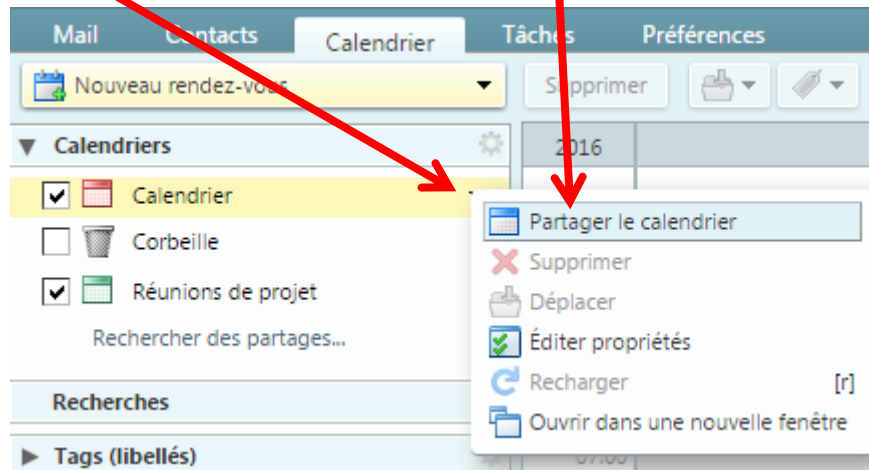 Mail Contacts Calendrier Tâches Préférences
Nouveau rendez-vous Supprimer
Calendriers 2016
Calendrier
Partager le calendrier
Corbeille
Supprimer
Déplacer
Réunions de projet
Éditer propriétés
Rechercher des partages...
Recharger [r]
Recherches
Ouvrir dans une nouvelle fenêtre
Tags (libellés)